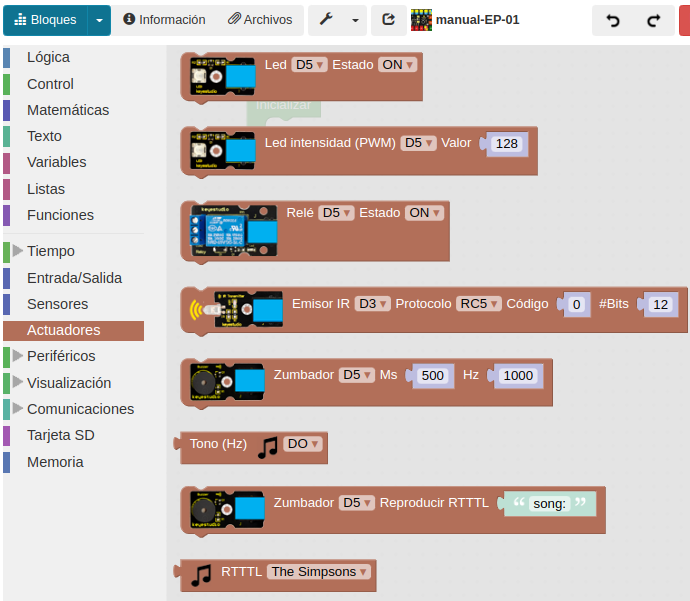 Bloques Información Archivos manual-EP-01
Lógica
Control
Matemáticas
Texto
Variables
Listas
Funciones
Tiempo
Entrada/Salida
Sensores
Actuadores
Periféricos
Visualización
Comunicaciones
Tarjeta SD
Memoria
Led D5 Estado ON
Inicializar
Led intensidad (PWM) D5 Valor 128
Relé D5 Estado ON
Emisor IR D3 Protocolo RC5 Código 0 #Bits 12
Zumbador D5 Ms 500 Hz 1000
Tono (Hz) DO
Zumbador D5 Reproducir RTTTL “ song: ”
RTTTL The Simpsons